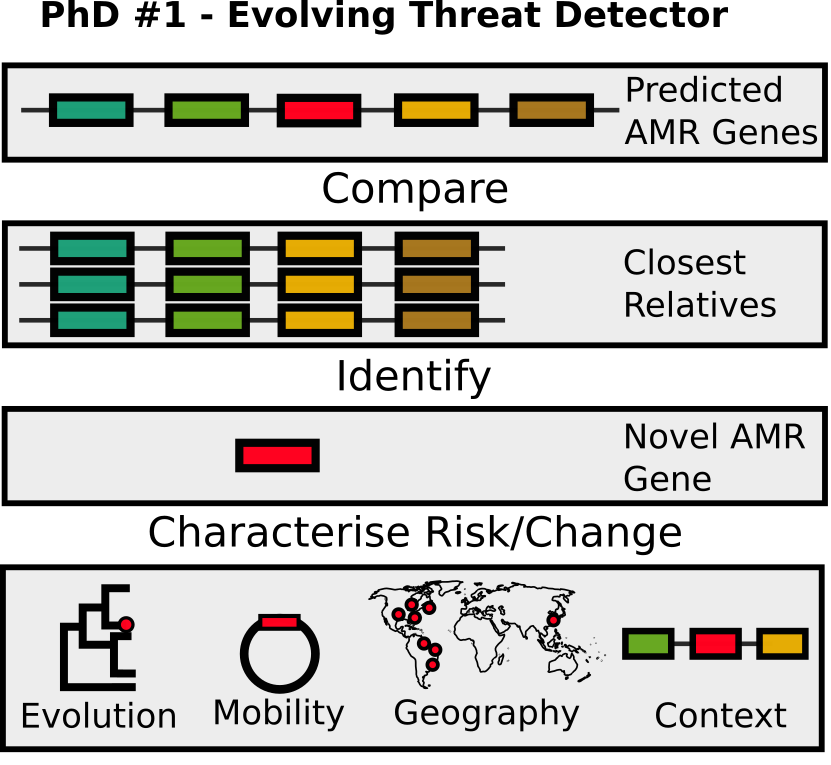 PhD #1 - Evolving Threat Detector
Predicted
AMR Genes
Compare
Closest
Relatives
Identify
Novel AMR
Gene
Characterise Risk/Change
Evolution
Mobility
Geography
Context